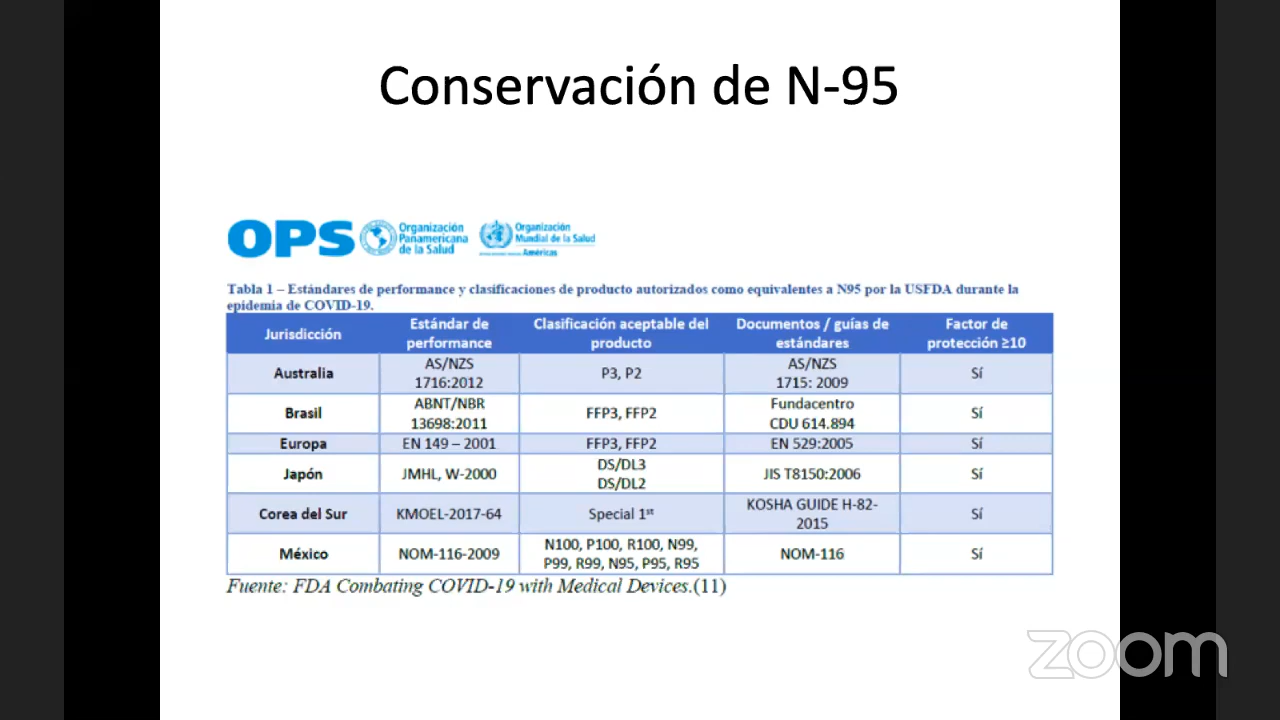 Conservación de N-95
OPS
Organización
Panamericana
de la Salud
Organización
Mundial de la Salud
Américas
Tabla 1 – Estándares de performance y clasificaciones de producto autorizados como equivalentes a N95 por la USFDA durante la
epidemia de COVID-19.
Jurisdicción
Estándar de
performance
Clasificación aceptable del
producto
Documentos / guías de
estándares
Factor de
protección ≥10
Australia
AS/NZS
1716:2012
P3, P2
AS/NZS
1715: 2009
Sí
Brasil
ABNT/NBR
13698:2011
FFP3, FFP2
Fundacentro
CDU 614.894
Sí
Europa
EN 149 – 2001
FFP3, FFP2
EN 529:2005
Sí
Japón
JMHL, W-2000
DS/DL3
DS/DL2
JIS T8150:2006
Sí
Corea del Sur
KMOEL-2017-64
Special 1st
KOSHA GUIDE H-82-
2015
Sí
México
NOM-116-2009
N100, P100, R100, N99,
P99, R99, N95, P95, R95
NOM-116
Sí
Fuente: FDA Combating COVID-19 with Medical Devices.(11)
zoom